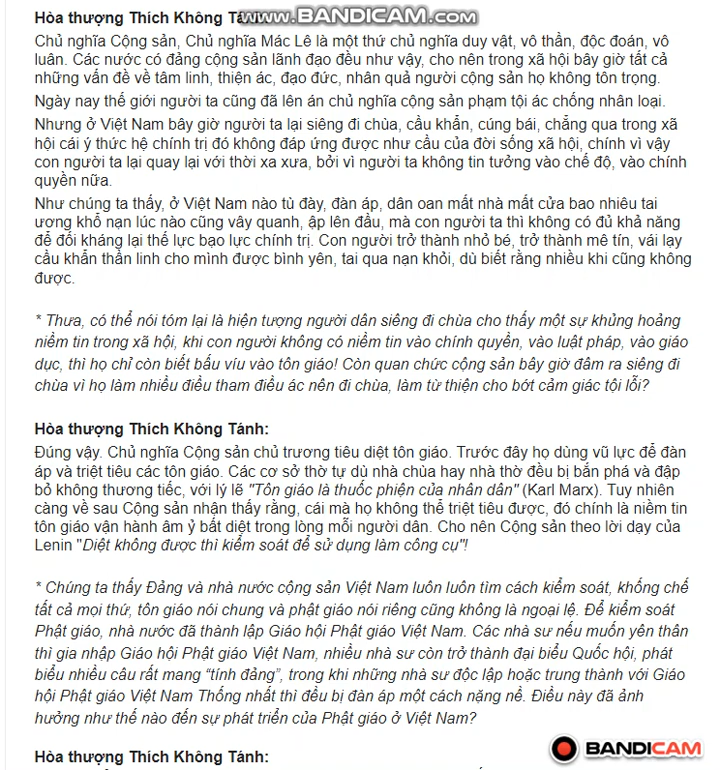 Hòa thượng Thích Không Tánh:
www.BANDICAM.com
Chủ nghĩa Cộng sản, Chủ nghĩa Mác Lê là một thứ chủ nghĩa duy vật, vô thần, độc đoán, vô
luân. Các nước có đảng cộng sản lãnh đạo đều như vậy, cho nên trong xã hội bây giờ tất cả
những vấn đề về tâm linh, thiện ác, đạo đức, nhân quả người cộng sản họ không tôn trọng.
Ngày nay thế giới người ta cũng đã lên án chủ nghĩa cộng sản phạm tội ác chống nhân loại.
Nhưng ở Việt Nam bây giờ người ta lại siêng đi chùa, cầu khẩn, cúng bái, chẳng qua trong xã
hội cái ý thức hệ chính trị đó không đáp ứng được như cầu của đời sống xã hội, chính vì vậy
con người ta lại quay lại với thời xa xưa, bởi vì người ta không tin tưởng vào chế độ, vào chính
quyền nữa.
Như chúng ta thấy, ở Việt Nam nào tù đày, đàn áp, dân oan mất nhà mất cửa bao nhiêu tai
ương khổ nạn lúc nào cũng vây quanh, ập lên đầu, mà con người ta thì không có đủ khả năng
để đối kháng lại thế lực bạo lực chính trị. Con người trở thành nhỏ bé, trở thành mê tín, vái lạy
cầu khẩn thần linh cho mình được bình yên, tai qua nạn khỏi, dù biết rằng nhiều khi cũng không
được.
* Thưa, có thể nói tóm lại là hiện tượng người dân siêng đi chùa cho thấy một sự khủng hoảng
niềm tin trong xã hội, khi con người không có niềm tin vào chính quyền, vào luật pháp, vào giáo
dục, thì họ chỉ còn biết bấu víu vào tôn giáo! Còn quan chức cộng sản bây giờ đâm ra siêng đi
chùa vì họ làm nhiều điều tham điều ác nên đi chùa, làm từ thiện cho bớt cảm giác tội lỗi?
Hòa thượng Thích Không Tánh:
Đúng vậy. Chủ nghĩa Cộng sản chủ trương tiêu diệt tôn giáo. Trước đây họ dùng vũ lực để đàn
áp và triệt tiêu các tôn giáo. Các cơ sở thờ tự dù nhà chùa hay nhà thờ đều bị bắn phá và đập
bỏ không thương tiếc, với lý lẽ "Tôn giáo là thuốc phiện của nhân dân" (Karl Marx). Tuy nhiên
càng về sau Cộng sản nhận thấy rằng, cái mà họ không thể triệt tiêu được, đó chính là niềm tin
tôn giáo vận hành âm ỷ bất diệt trong lòng mỗi người dân. Cho nên Cộng sản theo lời dạy của
Lenin "Diệt không được thì kiểm soát để sử dụng làm công cụ"!
* Chúng ta thấy Đảng và nhà nước cộng sản Việt Nam luôn luôn tìm cách kiểm soát, khống chế
tất cả mọi thứ, tôn giáo nói chung và phật giáo nói riêng cũng không là ngoại lệ. Để kiểm soát
Phật giáo, nhà nước đã thành lập Giáo hội Phật giáo Việt Nam. Các nhà sư nếu muốn yên thân
thì gia nhập Giáo hội Phật giáo Việt Nam, nhiều nhà sư còn trở thành đại biểu Quốc hội, phát
biểu nhiều câu rất mang “tính đảng”, trong khi những nhà sư độc lập hoặc trung thành với Giáo
hội Phật giáo Việt Nam Thống nhất thì đều bị đàn áp một cách nặng nề. Điều này đã ảnh
hưởng như thế nào đến sự phát triển của Phật giáo ở Việt Nam?
Hòa thượng Thích Không Tánh:
BANDICAM